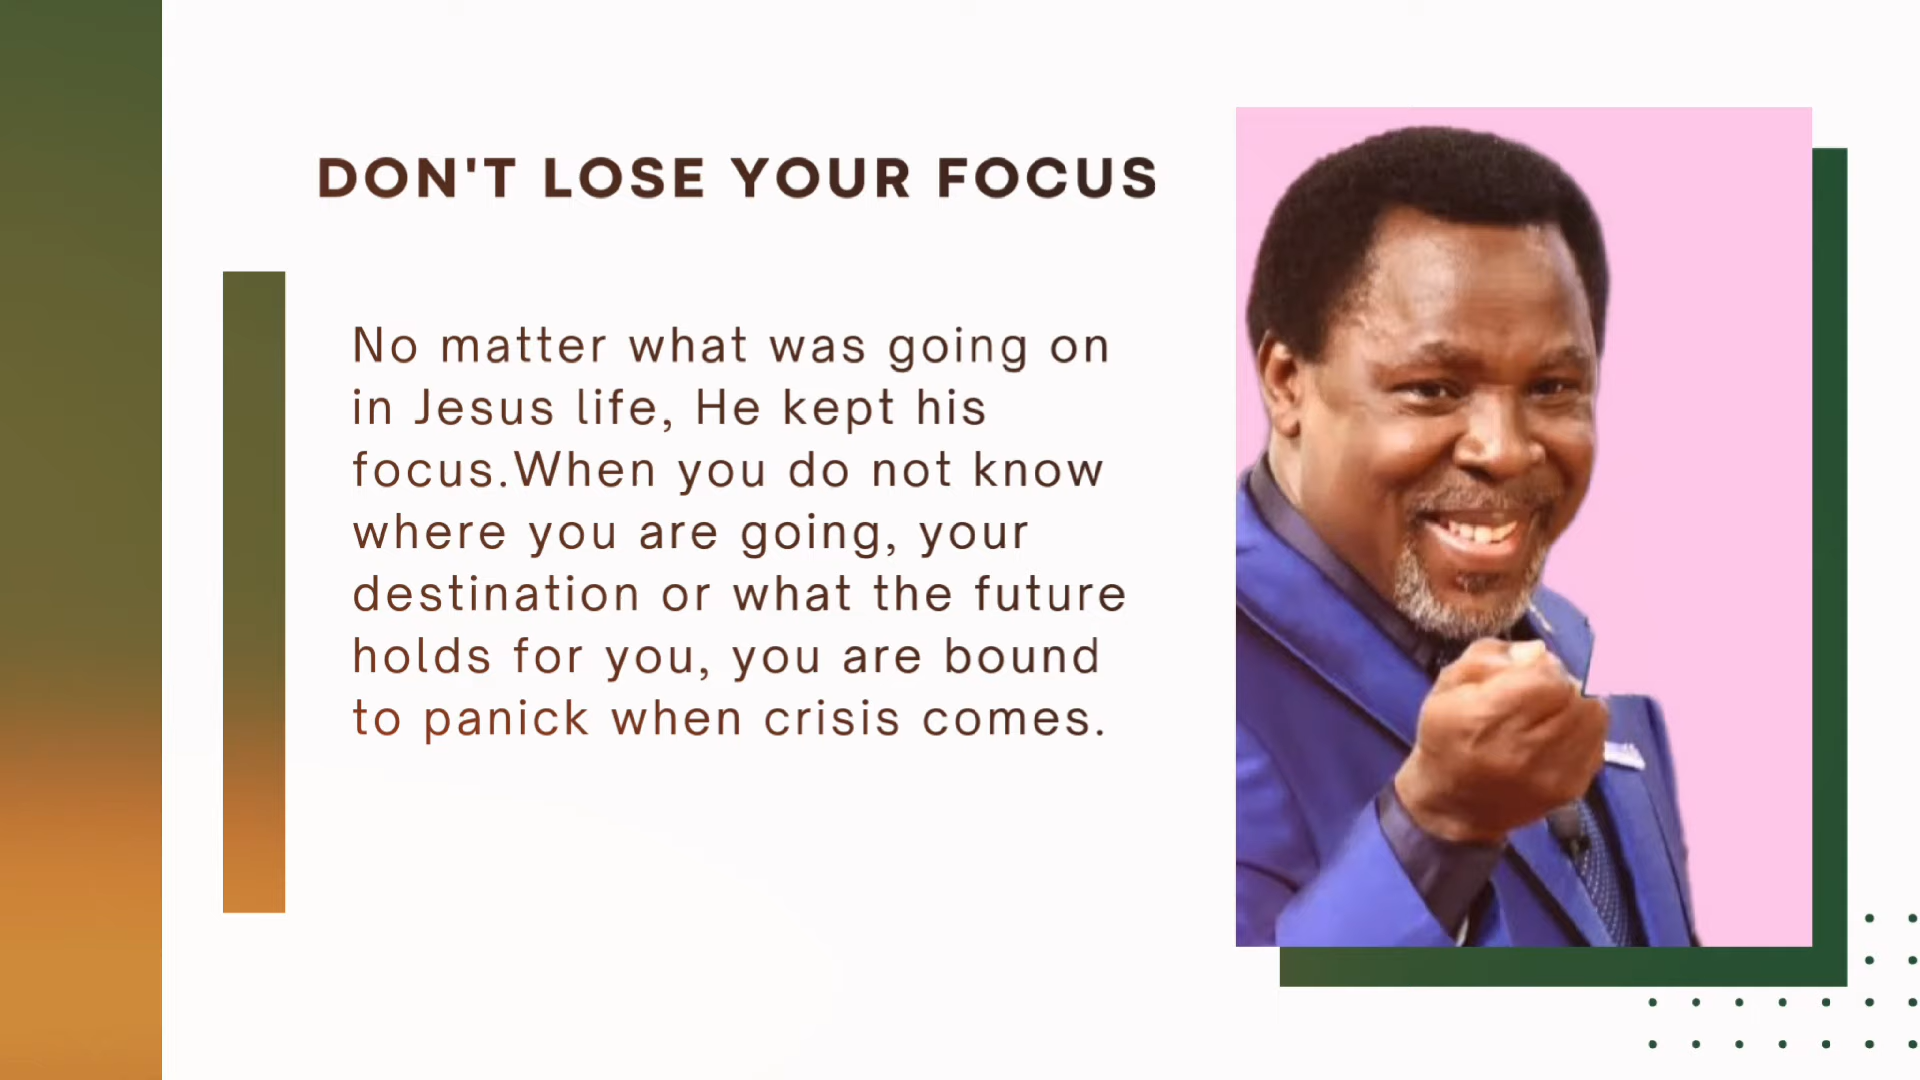 DON'T LOSE YOUR FOCUS
No matter what was going on
in Jesus life, He kept his
focus.When you do not know
where you are going, your
destination or what the future
holds for you, you are bound
to panick when crisis comes.